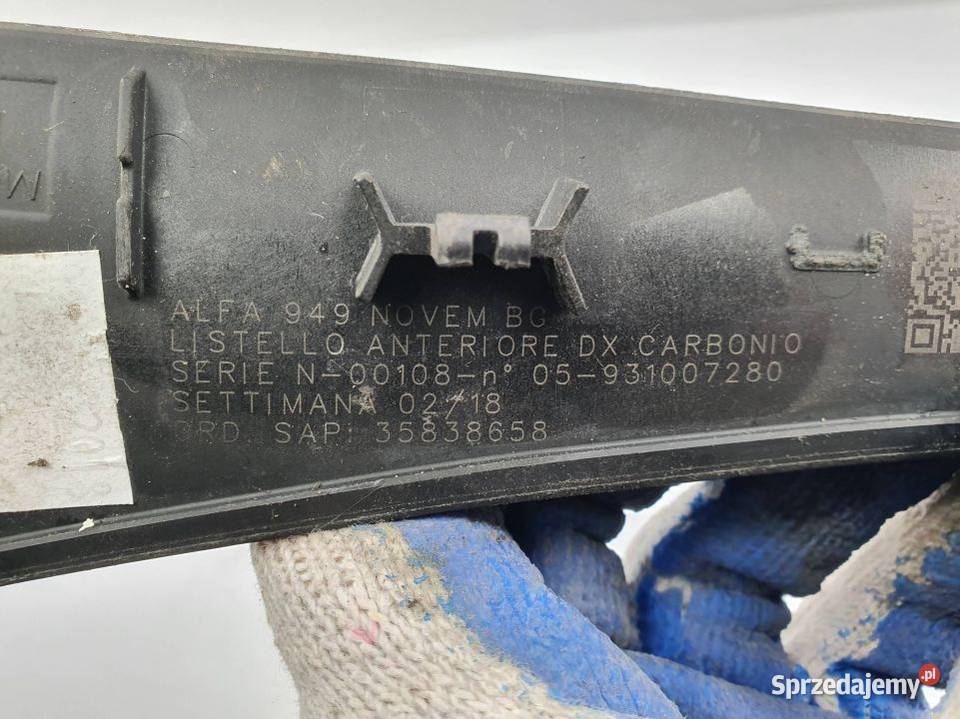 ALFA 949 NOVEM BG
LISTELLO ANTERIORE DX CARBONIO
SERIE N-00108-n° 05-931007280
SETTIMANA 02/18
ORD. SAP: 35838658
Sprzedajemy.pl